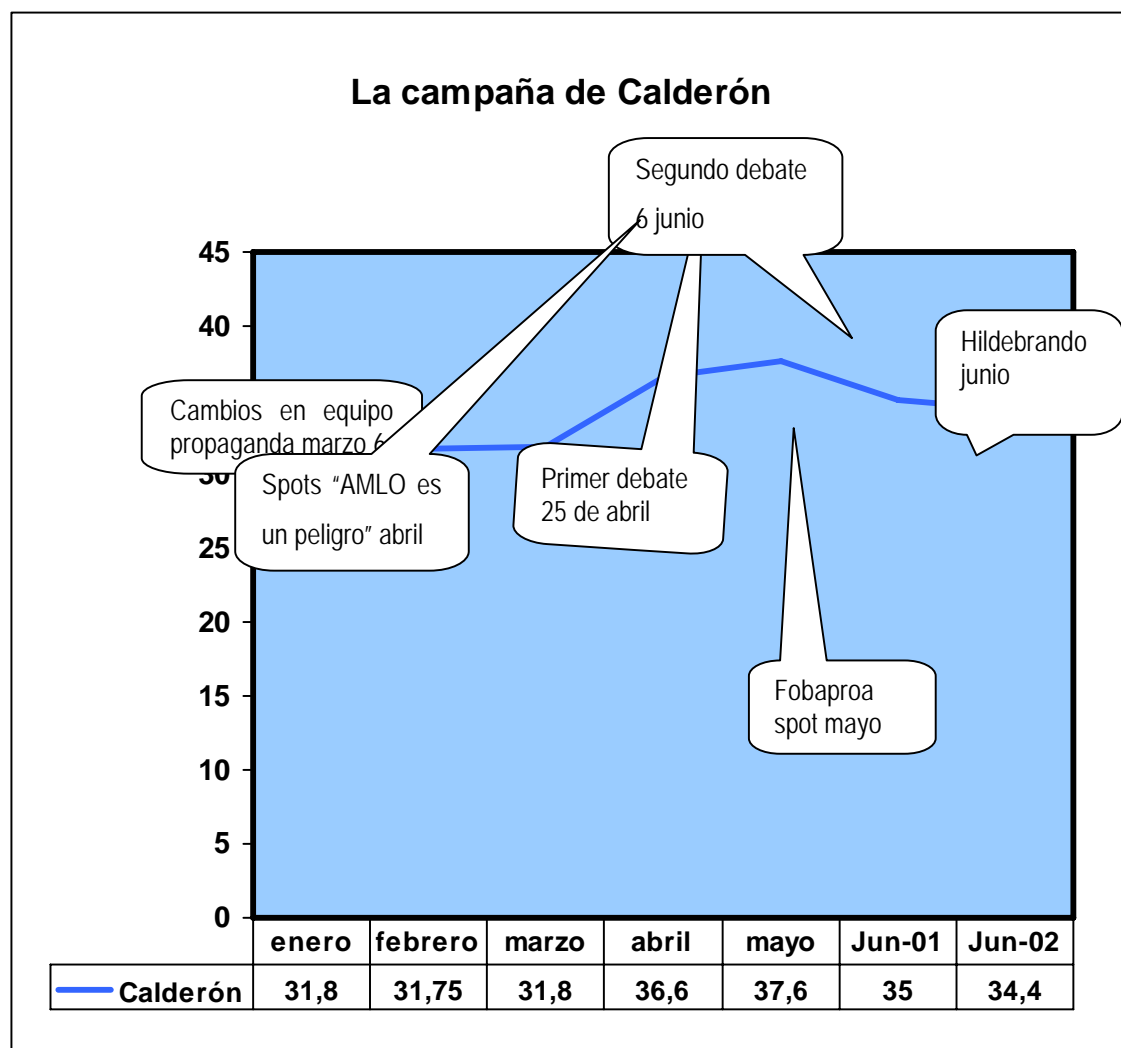 La campaña de Calderón
Segundo debate
6 junio
45
40
Hildebrando
junio
Cambios en equipo
propaganda marzo 6
30
Spots “AMLO es
un peligro” abril
Primer debate
25 de abril
25
20
Fobaproa
spot mayo
15
10
5
0
enero febrero marzo abril mayo Jun-01 Jun-02
Calderón 31,8 31,75 31,8 36,6 37,6 35 34,4